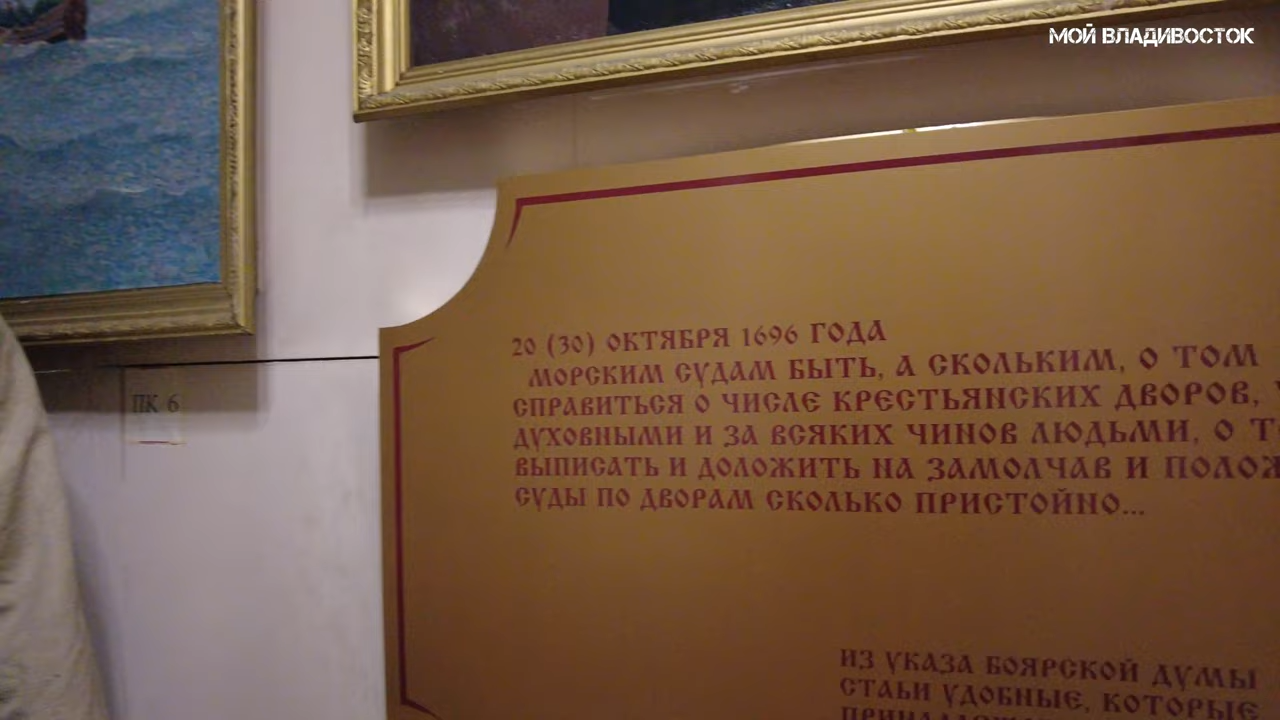 МОЙ ВЛАДИВОСТОК
20 (30) ОКТЯБРЯ 1696 ГОДА
МОРСКИМ СУДАМ БЫТЬ, А СКОЛЬКИМ, О ТОМ
СПРАВИТЬСЯ О ЧИСЛЕ КРЕСТЬЯНСКИХ ДВОРОВ,
ДУХОВНЫМИ И ЗА ВСЯКИХ ЧИНОВ ЛЮДЬМИ, О
ВЫПИСАТЬ И ДОЛОЖИТЬ НА ЗАМОЛЧАВ И ПОЛОЖ
СУДЫ ПО ДВОРАМ СКОЛЬКО ПРИСТОЙНО...
ПК 6
ИЗ УКАЗА БОЯРСКОЙ ДУМЫ
СТАЬИ УДОБНЫЕ, КОТОРЫЕ